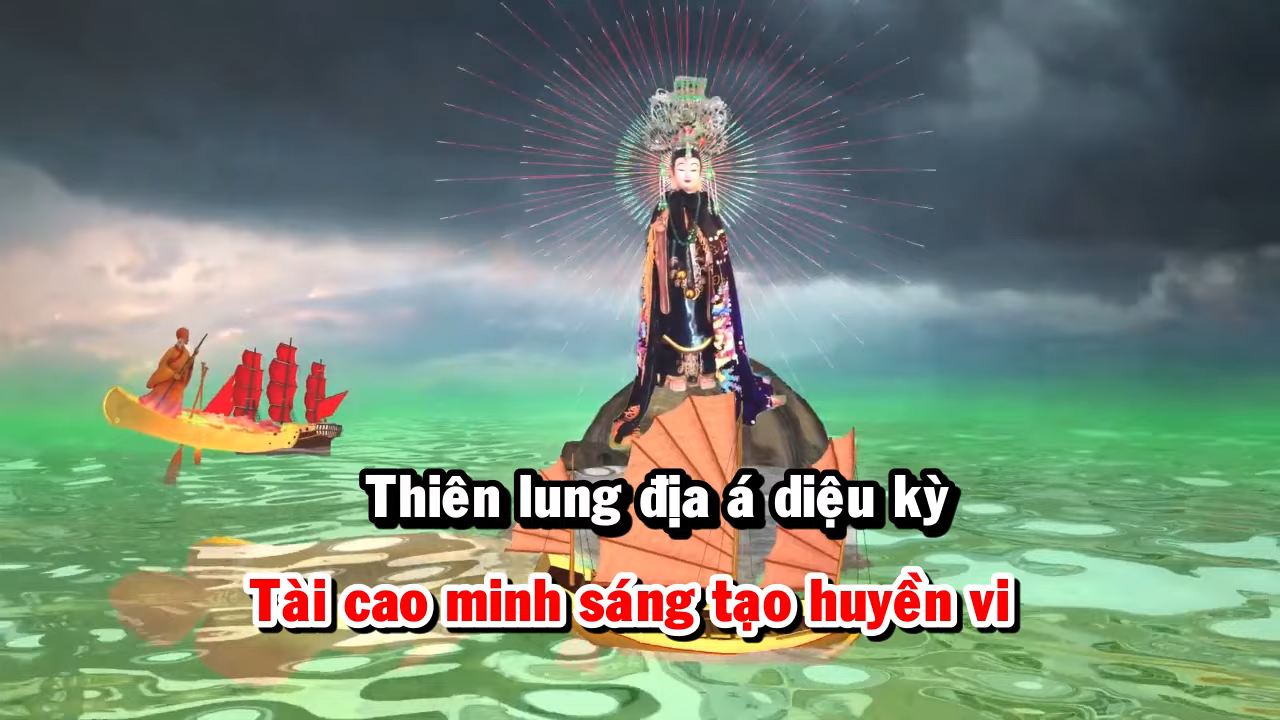 Thiên lung địa á diệu kỳ
Tài cao minh sáng tạo huyền vi